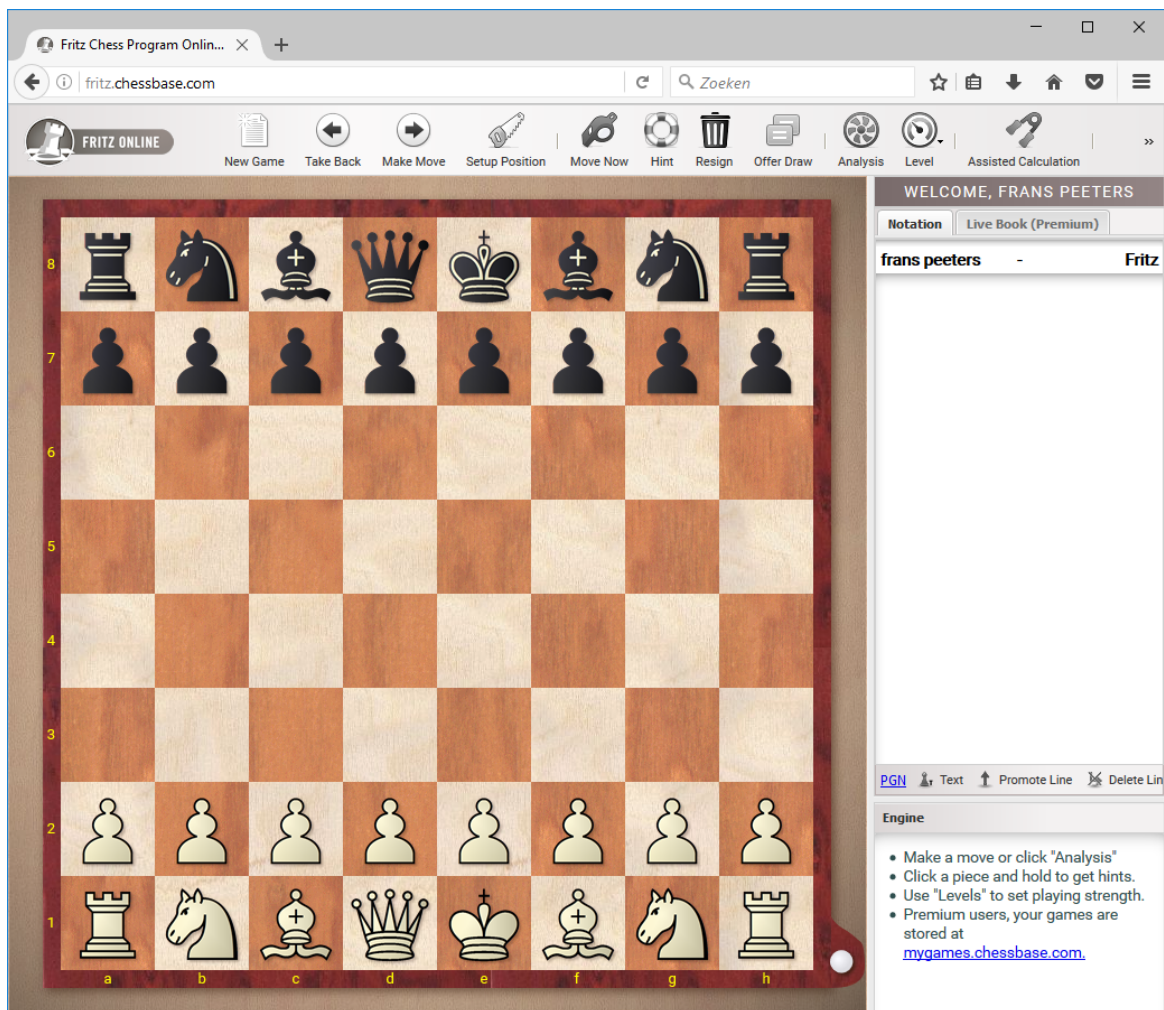 Fritz Chess Program Onlin...
fritz.chessbase.com
Zoeken
FRITZ ONLINE
New Game Take Back Make Move Setup Position Move Now Hint Resign Offer Draw Analysis Level Assisted Calculation »
WELCOME, FRANS PEETERS
Notation Live Book (Premium)
frans peeters - Fritz
8
7
6
5
4
3
2
1
a b c d e f g h
PGN Text Promote Line Delete Lin
Engine
• Make a move or click "Analysis"
• Click a piece and hold to get hints.
• Use "Levels" to set playing strength.
• Premium users, your games are
stored at
mygames.chessbase.com.